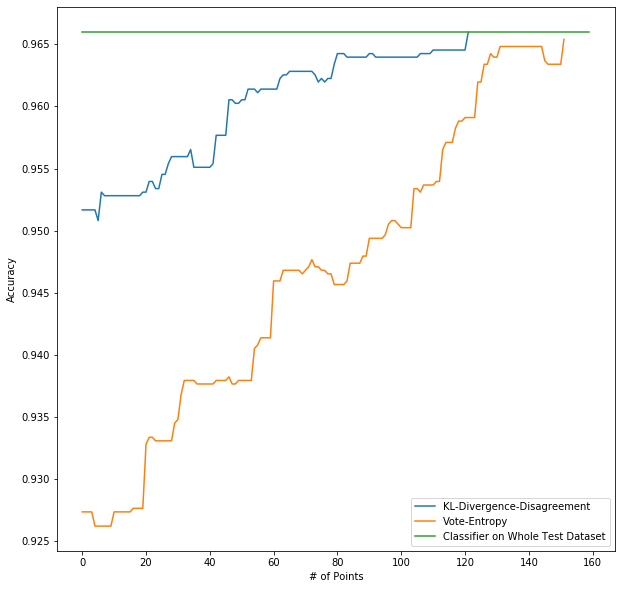 0.965
0.960
0.955
0.950
0.945
0.940
0.935
0.930
0.925
Accuracy
KL-Divergence-Disagreement
Vote-Entropy
Classifier on Whole Test Dataset
0 20 40 60 80 100 120 140 160
# of Points